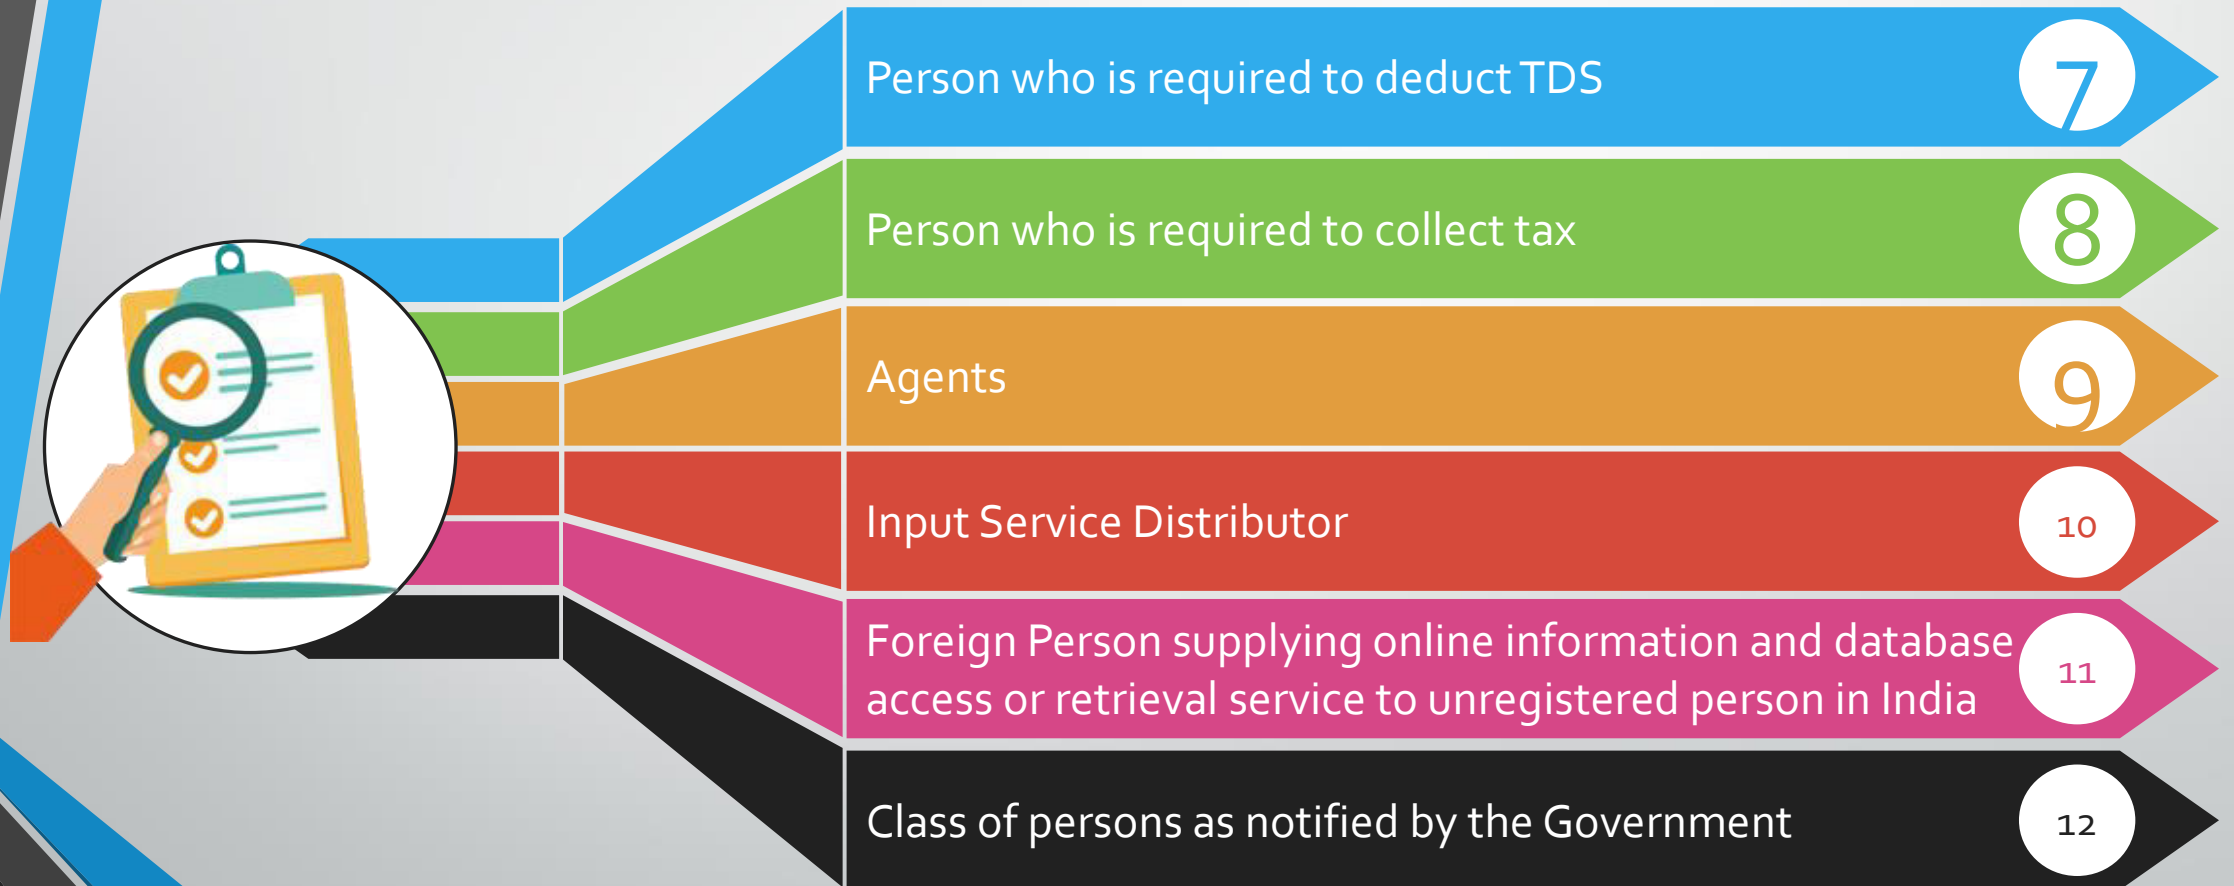 Person who is required to deduct TDS
7
Person who is required to collect tax
8
Agents
9
Input Service Distributor
10
Foreign Person supplying online information and database
access or retrieval service to unregistered person in India
11
Class of persons as notified by the Government
12